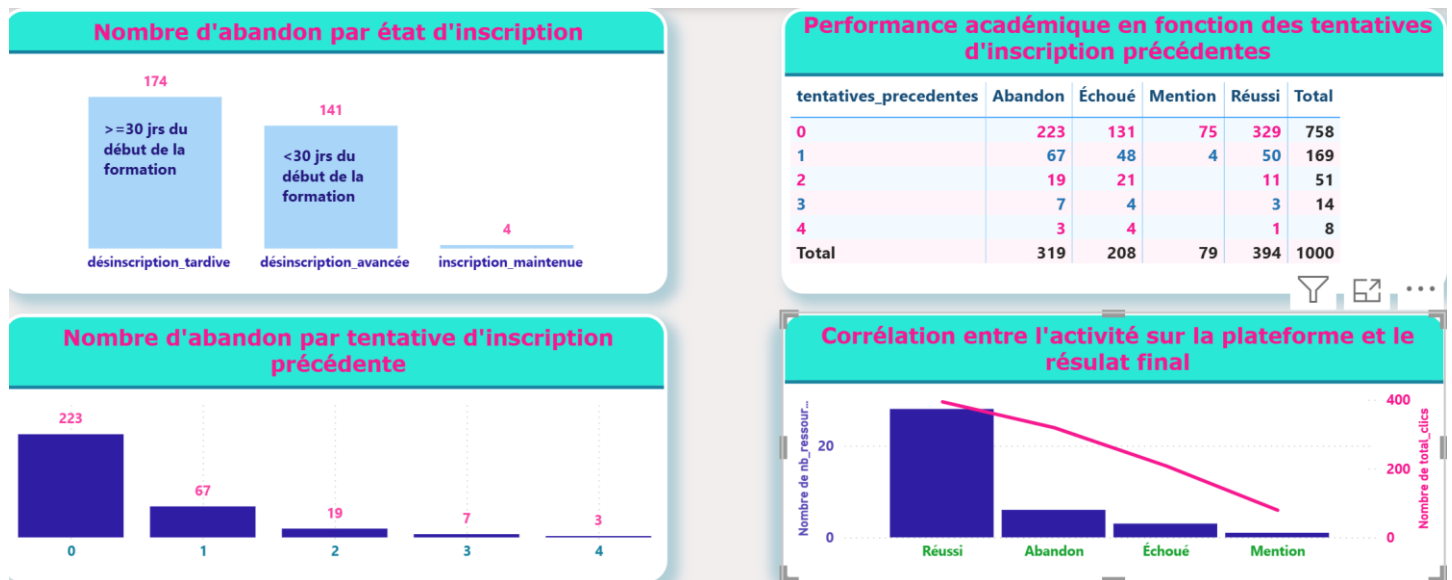 Nombre d'abandon par état d'inscription
174
141
4
>=30 jrs du
début de la
formation
<30 jrs du
début de la
formation
désinscription_tardive désinscription_avancée inscription_maintenue
Performance académique en fonction des tentatives
d'inscription précédentes
tentatives_precedentes Abandon Échoué Mention Réussi Total
0 223 131 75 329 758
1 67 48 4 50 169
2 19 21 11 51
3 7 4 3 14
4 3 4 1 8
Total 319 208 79 394 1000
Nombre d'abandon par tentative d'inscription
précédente
223
67
19
7
3
0 1 2 3 4
Corrélation entre l'activité sur la plateforme et le
résulat final
Nombre de nb_ressour...
20
0
400
200
0
Nombre de total_clics
Réussi Abandon Échoué Mention